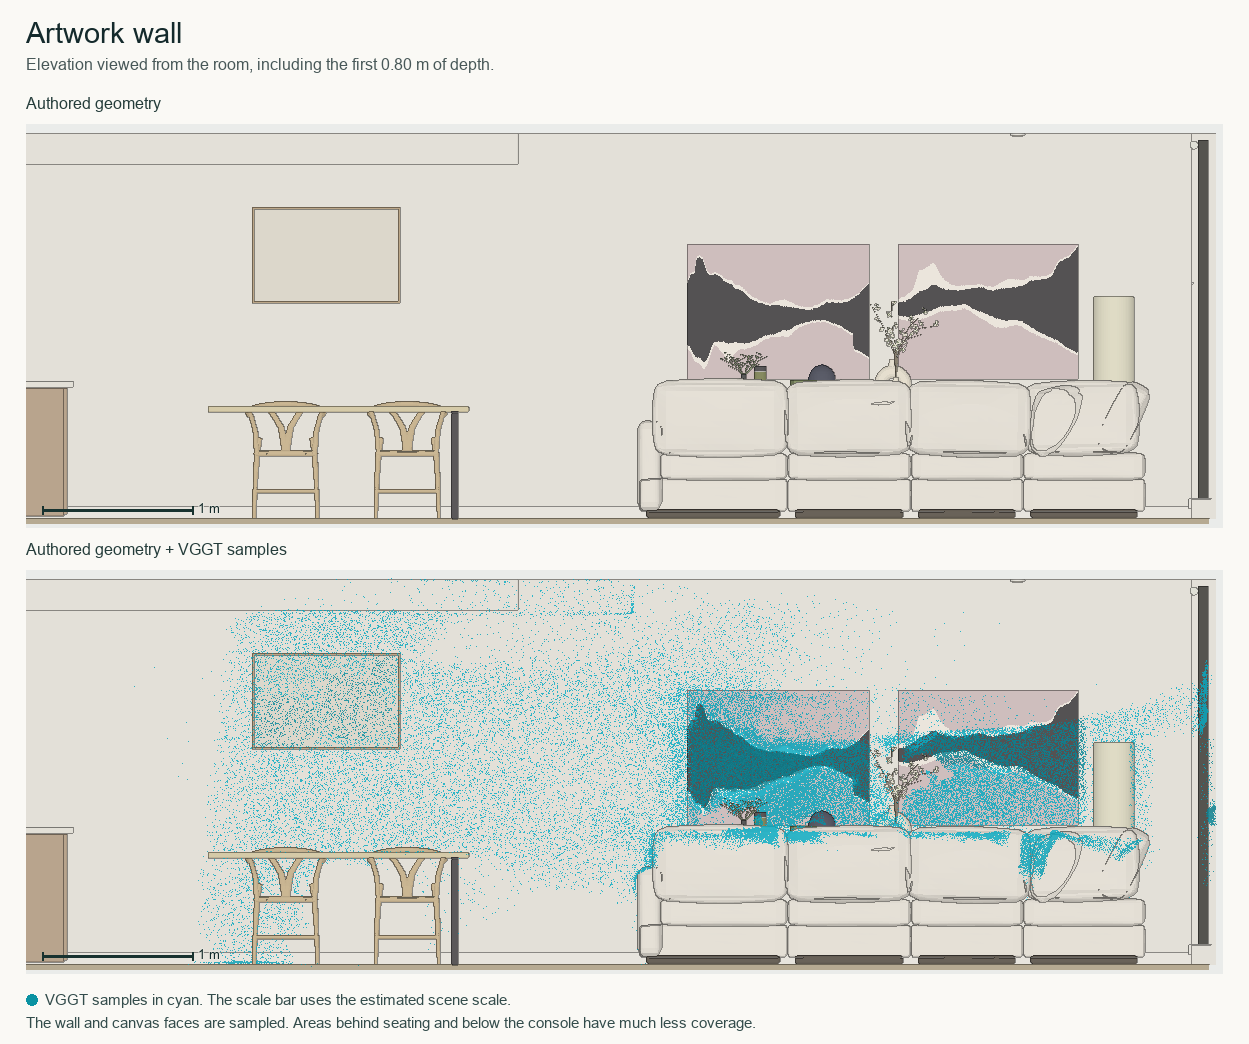 Artwork wall
Elevation viewed from the room, including the first 0.80 m of depth.
Authored geometry
1 m
Authored geometry + VGGT samples
1 m
VGGT samples in cyan. The scale bar uses the estimated scene scale.
The wall and canvas faces are sampled. Areas behind seating and below the console have much less coverage.